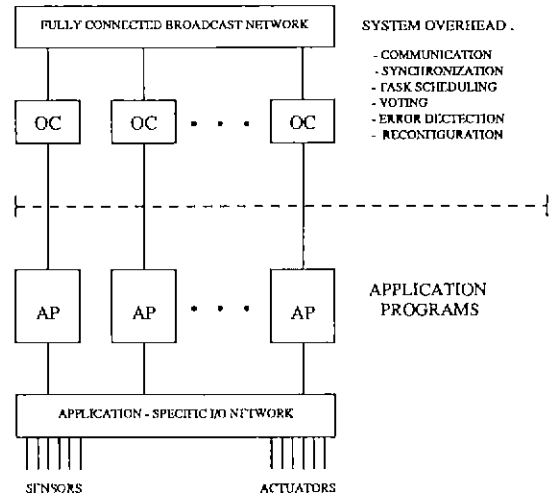 FULLY CONNECTED BROADCAST NETWORK
SYSTEM OVERHEAD .
- COMMUNICATION
- SYNCHRONIZATION
- TASK SCHEDULING
- VOTING
- ERROR DECTECTION
- RECONFIGURATION
OC
OC
• • •
OC
AP
AP
• • •
AP
APPLICATION
PROGRAMS
APPLICATION - SPECIFIC I/O NETWORK
SENSORS
ACTUATORS